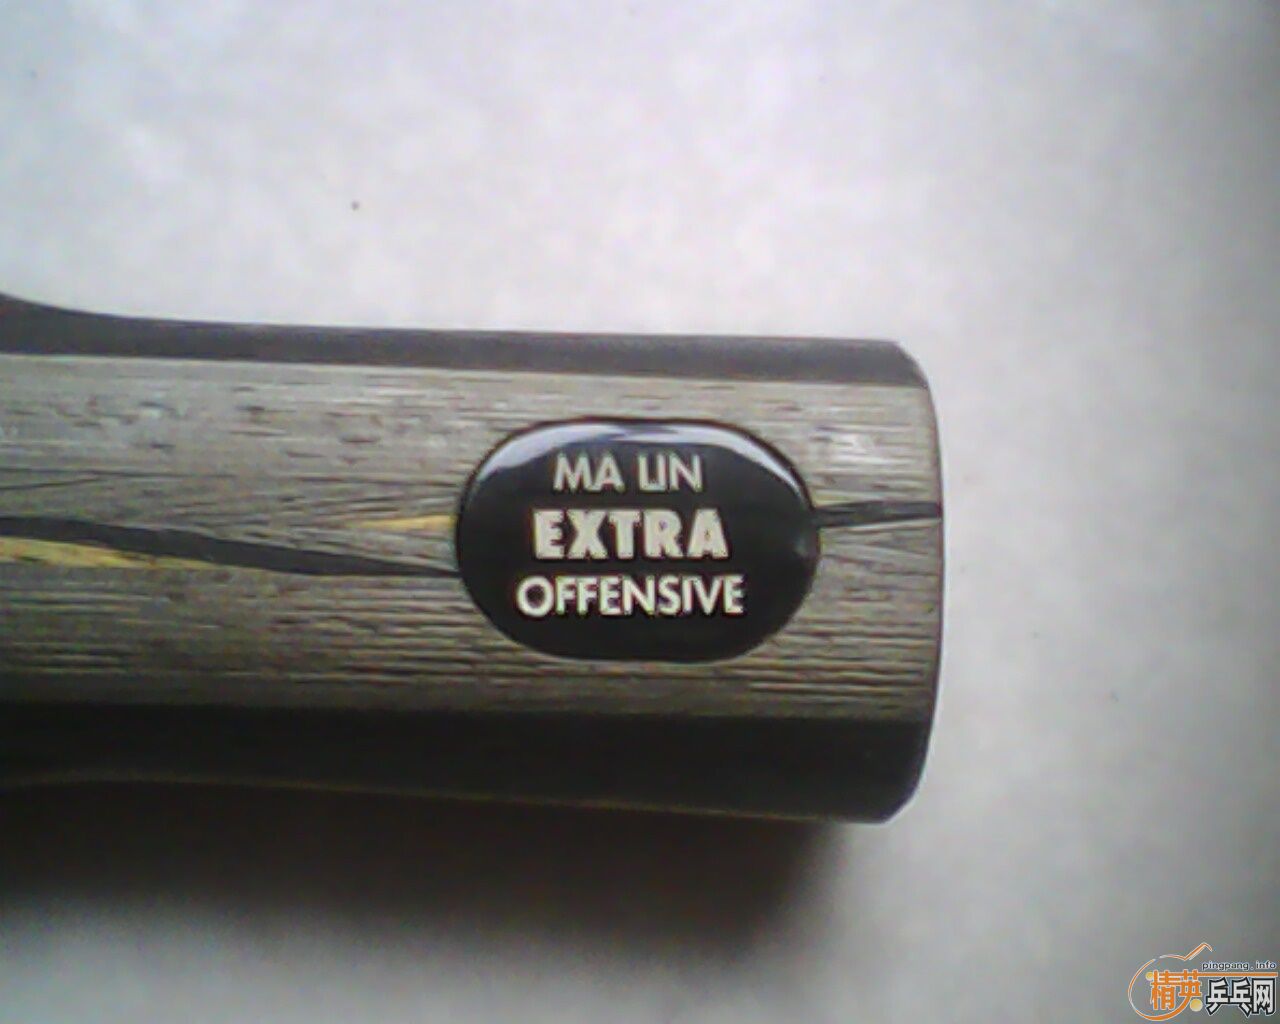 MA LIN
EXTRA
OFFENSIVE
pingpang.info
精英乒乓网